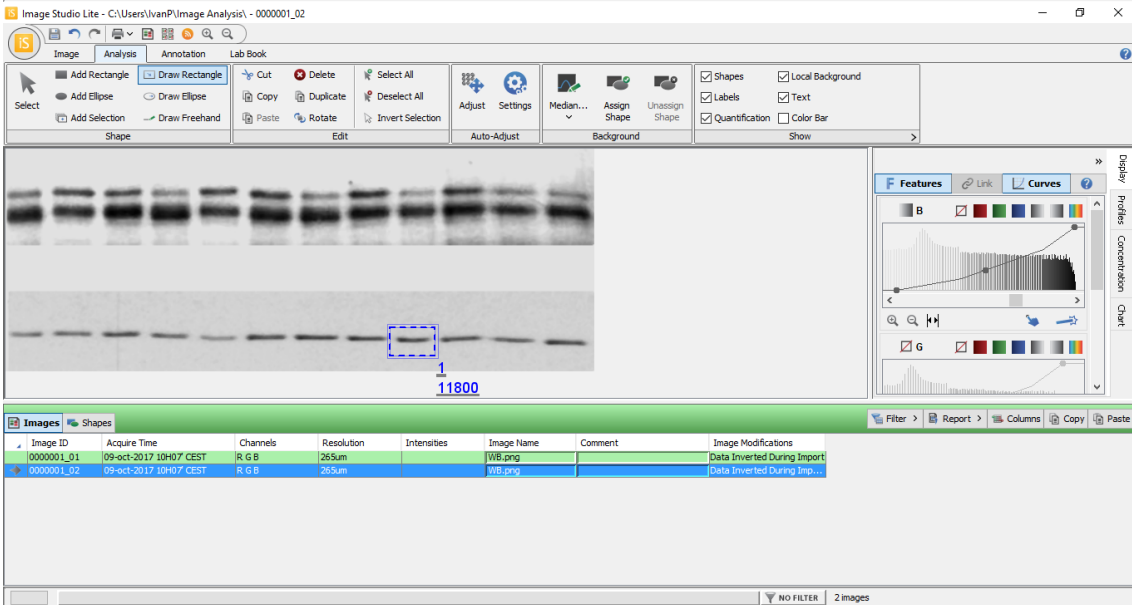 iS Image Studio Lite - C:\Users\IvanP\Image Analysis\ - 0000001_02
iS
Image Analysis Annotation Lab Book
Select
Add Rectangle Draw Rectangle
Add Ellipse Draw Ellipse
Add Selection Draw Freehand
Shape
Cut Delete Select All
Copy Duplicate Deselect All
Paste Rotate Invert Selection
Edit
Adjust Settings
Auto-Adjust
Median... Assign Shape Unassign Shape
Background
Shapes Local Background
Labels Text
Quantification Color Bar
Show >
1
11800
»
F Features Link Curves ?
B
G
Display
Profiles
Concentration
Chart
Images Shapes
Filter > Report > Columns Copy Paste
Image ID Acquire Time Channels Resolution Intensities Image Name Comment Image Modifications
0000001_01 09-oct-2017 10H07' CEST R G B 265um WB.png Data Inverted During Import
0000001_02 09-oct-2017 10H07' CEST R G B 265um WB.png Data Inverted During Imp...
NO FILTER 2 images